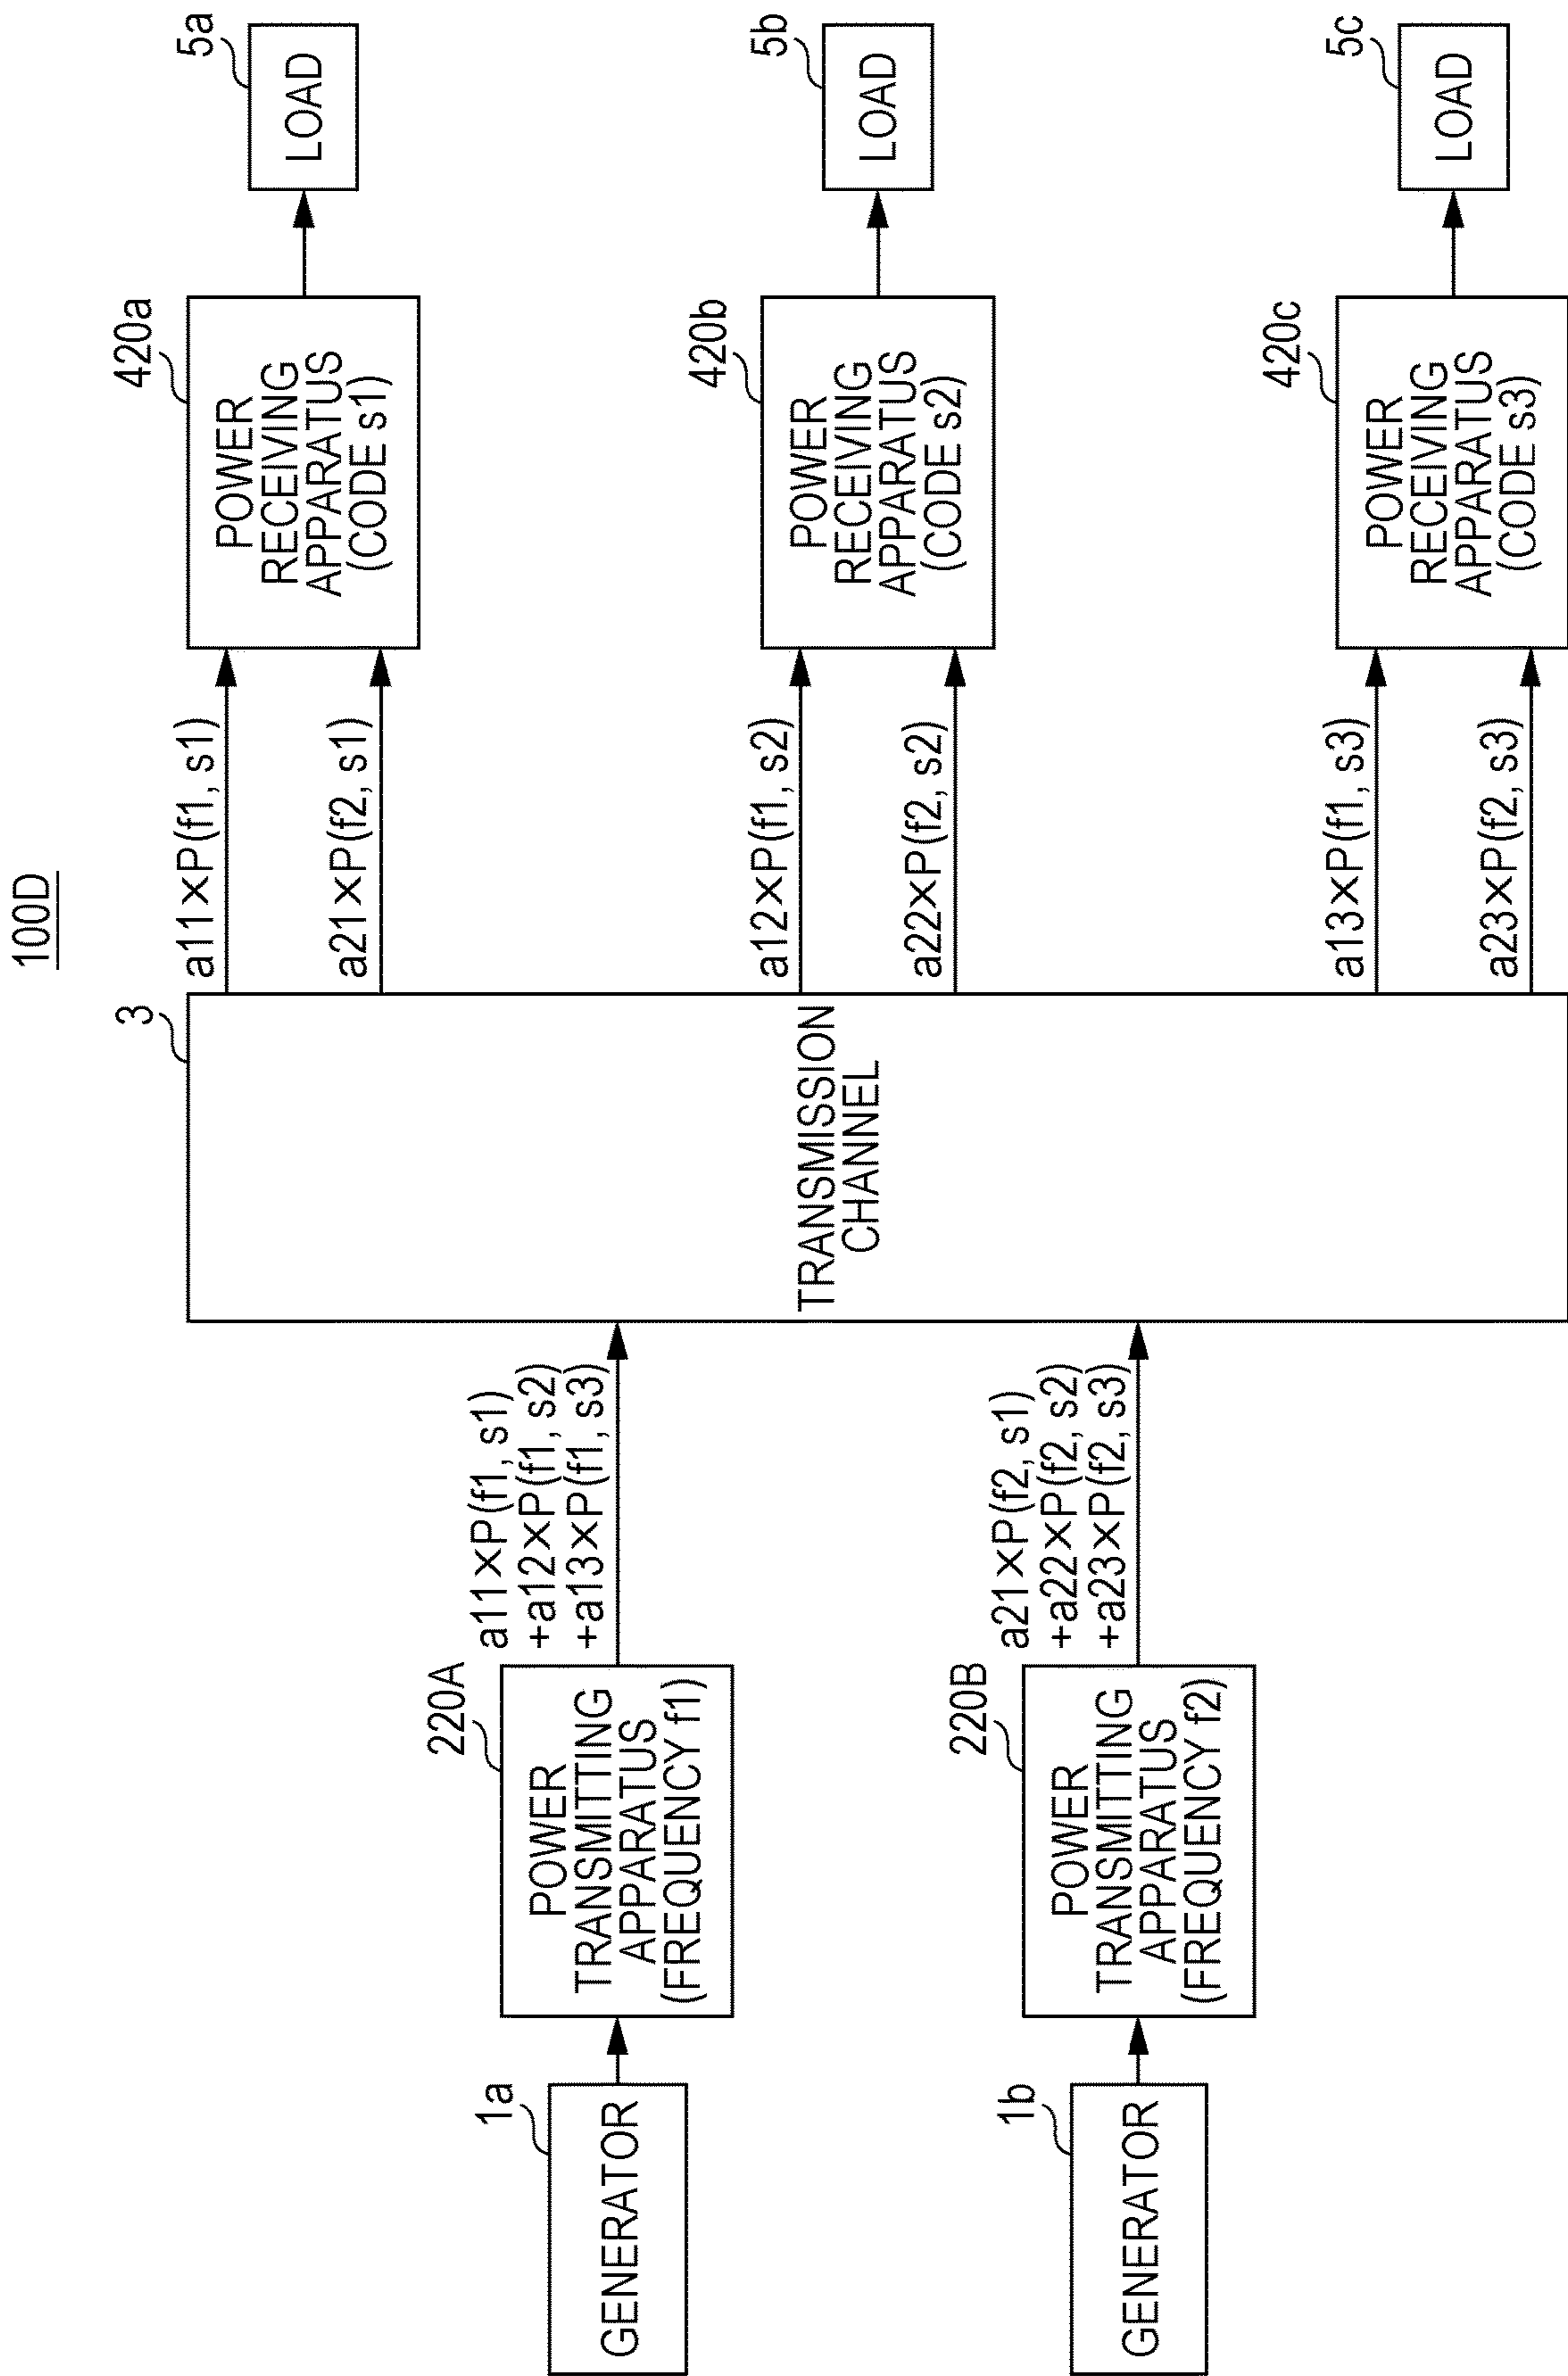 100D
1a
GENERATOR
220A
POWER
TRANSMITTING
APPARATUS
(FREQUENCY f1)
a11×P(f1, s1)
+a12×P(f1, s2)
+a13×P(f1, s3)
1b
GENERATOR
220B
POWER
TRANSMITTING
APPARATUS
(FREQUENCY f2)
a21×P(f2, s1)
+a22×P(f2, s2)
+a23×P(f2, s3)
3
TRANSMISSION
CHANNEL
a11×P(f1, s1)
a21×P(f2, s1)
420a
POWER
RECEIVING
APPARATUS
(CODE s1)
5a
LOAD
a12×P(f1, s2)
a22×P(f2, s2)
420b
POWER
RECEIVING
APPARATUS
(CODE s2)
5b
LOAD
a13×P(f1, s3)
a23×P(f2, s3)
420c
POWER
RECEIVING
APPARATUS
(CODE s3)
5c
LOAD